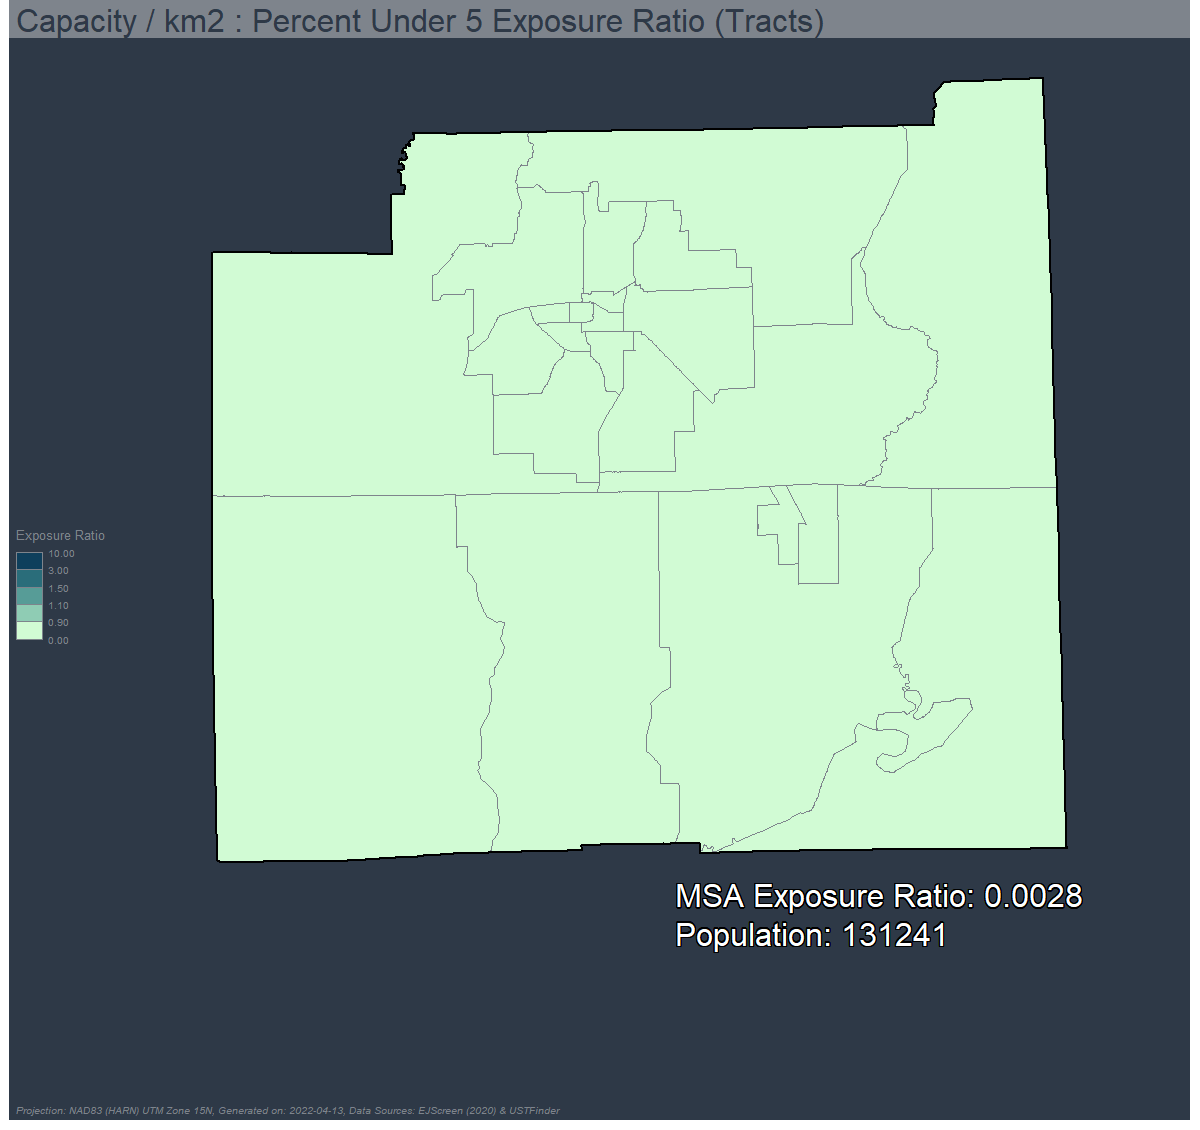 Capacity / km2 : Percent Under 5 Exposure Ratio (Tracts)
Exposure Ratio
10.00
3.00
1.50
1.10
0.90
0.00
MSA Exposure Ratio: 0.0028
Population: 131241
Projection: NAD83 (HARN) UTM Zone 15N, Generated on: 2022-04-13, Data Sources: EJScreen (2020) & USTFinder